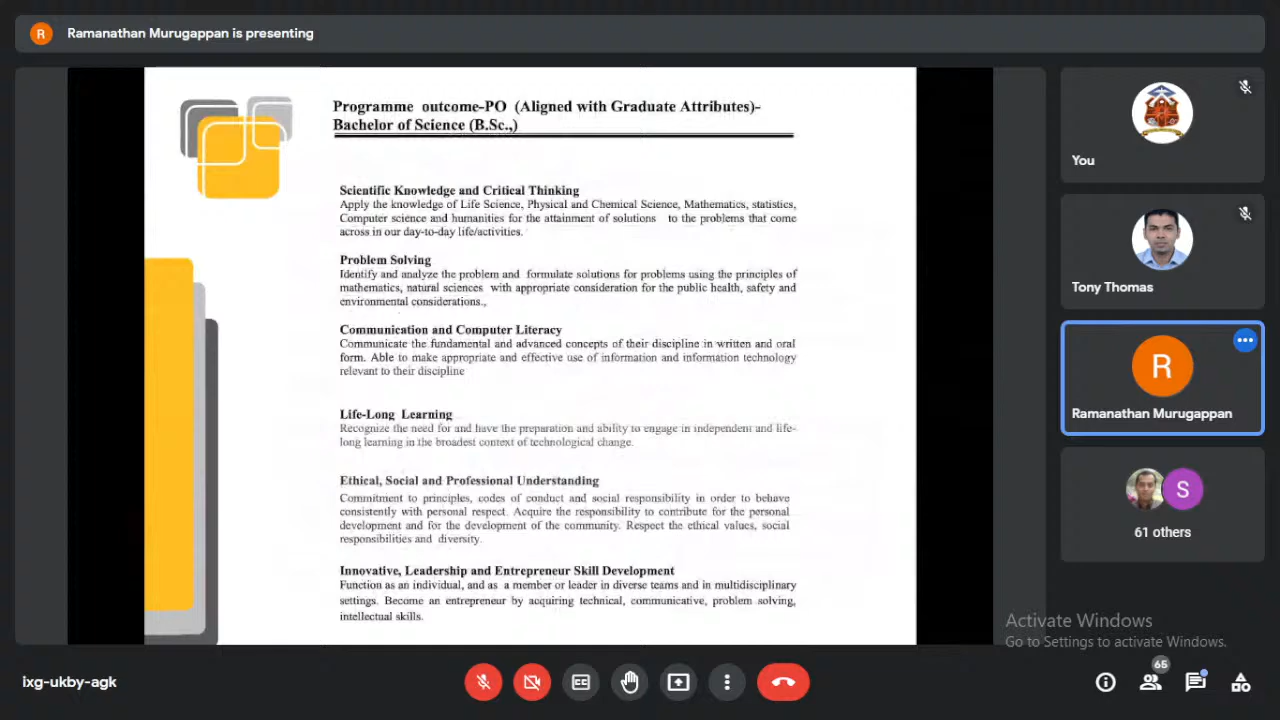 R Ramanathan Murugappan is presenting
Programme outcome-PO (Aligned with Graduate Attributes)-
Bachelor of Science (B.Sc.,)
Scientific Knowledge and Critical Thinking
Apply the knowledge of Life Science, Physical and Chemical Science, Mathematics, statistics,
Computer science and humanities for the attainment of solutions to the problems that come
across in our day-to-day life/activities.
Problem Solving
Identify and analyze the problem and formulate solutions for problems using the principles of
mathematics, natural sciences with appropriate consideration for the public health, safety and
environmental considerations.,
Communication and Computer Literacy
Communicate the fundamental and advanced concepts of their discipline in written and oral
form. Able to make appropriate and effective use of information and information technology
relevant to their discipline
Life-Long Learning
Recognize the need for and have the preparation and ability to engage in independent and life-
long learning in the broadest context of technological change.
Ethical, Social and Professional Understanding
Commitment to principles, codes of conduct and social responsibility in order to behave
consistently with personal respect. Acquire the responsibility to contribute for the personal
development and for the development of the community. Respect the ethical values, social
responsibilities and diversity.
Innovative, Leadership and Entrepreneur Skill Development
Function as an individual, and as a member or leader in diverse teams and in multidisciplinary
settings. Become an entrepreneur by acquiring technical, communicative, problem solving,
intellectual skills.
You
Tony Thomas
R
Ramanathan Murugappan
S
61 others
Activate Windows
Go to Settings to activate Windows.
ixg-ukby-agk
CC
65